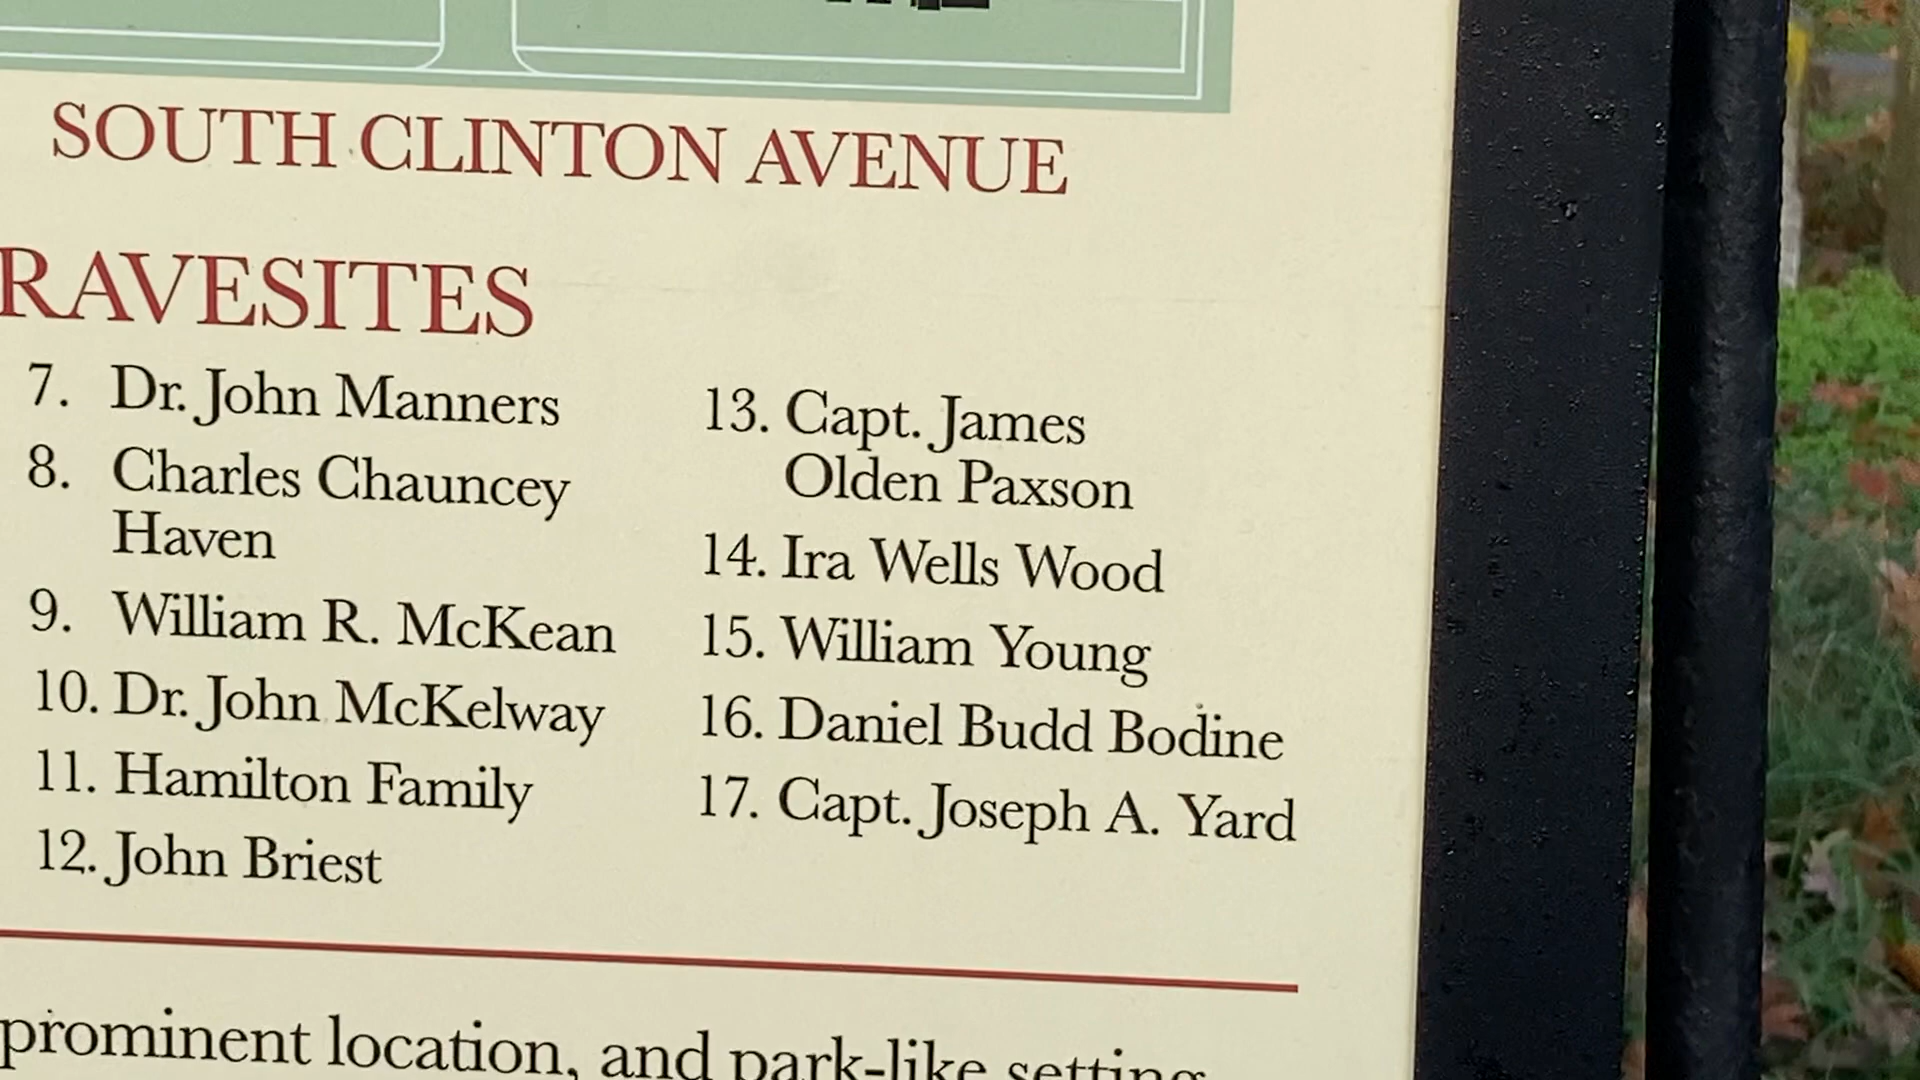 SOUTH CLINTON AVENUE
RAVESITES
7. Dr. John Manners
8. Charles Chauncey
Haven
9. William R. McKean
10. Dr. John McKelway
11. Hamilton Family
12. John Briest
13. Capt. James
Olden Paxson
14. Ira Wells Wood
15. William Young
16. Daniel Budd Bodine
17. Capt. Joseph A. Yard
prominent location, and park-like setting